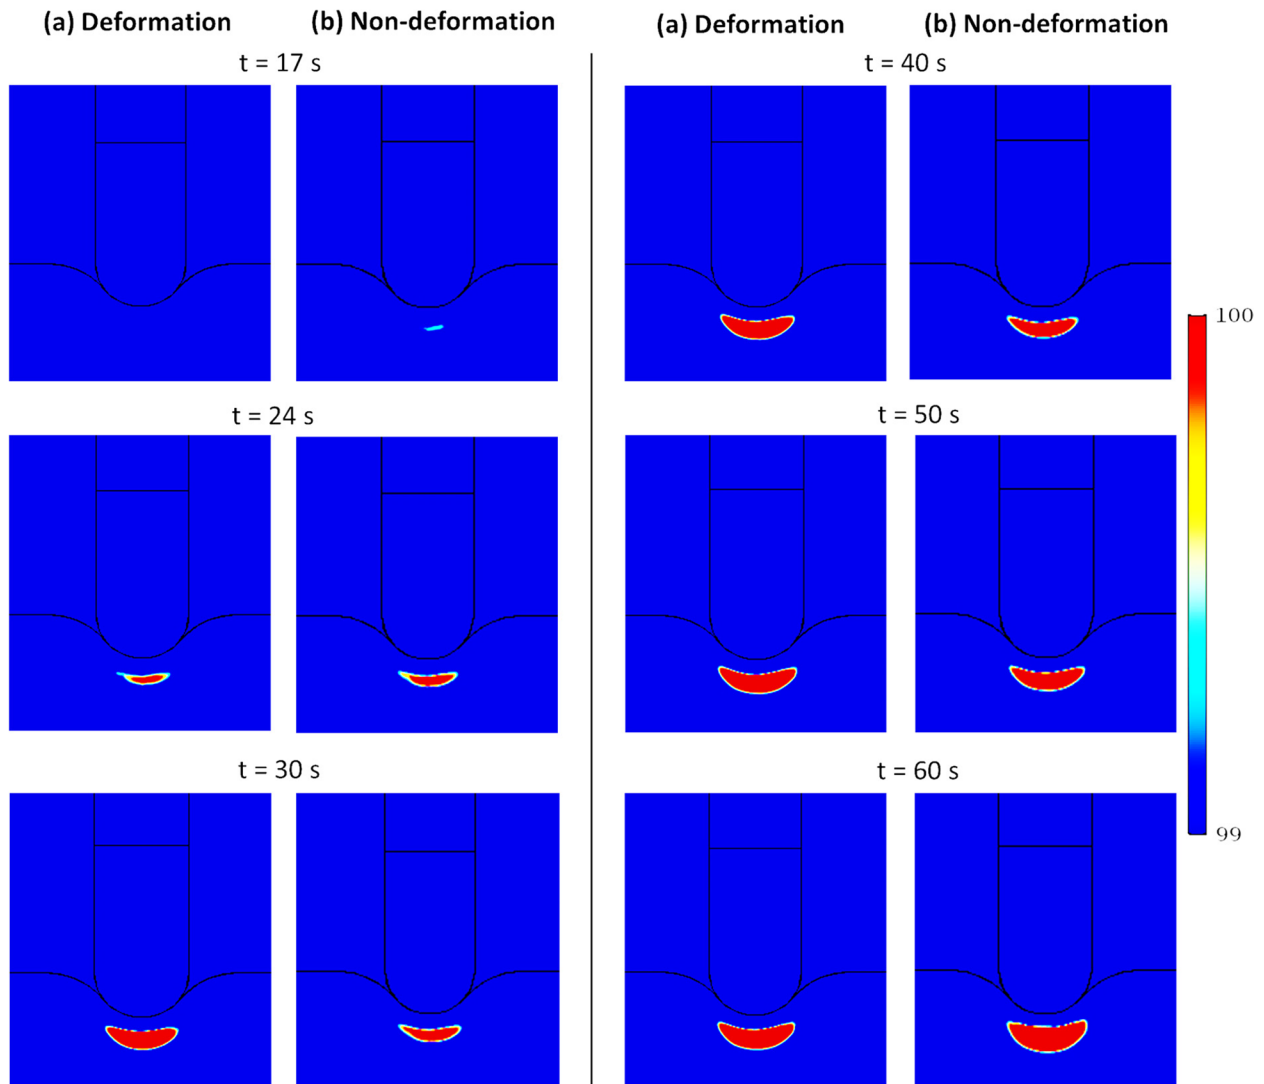 (a) Deformation
(b) Non-deformation
(a) Deformation
(b) Non-deformation
t = 17 s
t = 40 s
t = 24 s
t = 50 s
t = 30 s
t = 60 s
100
99